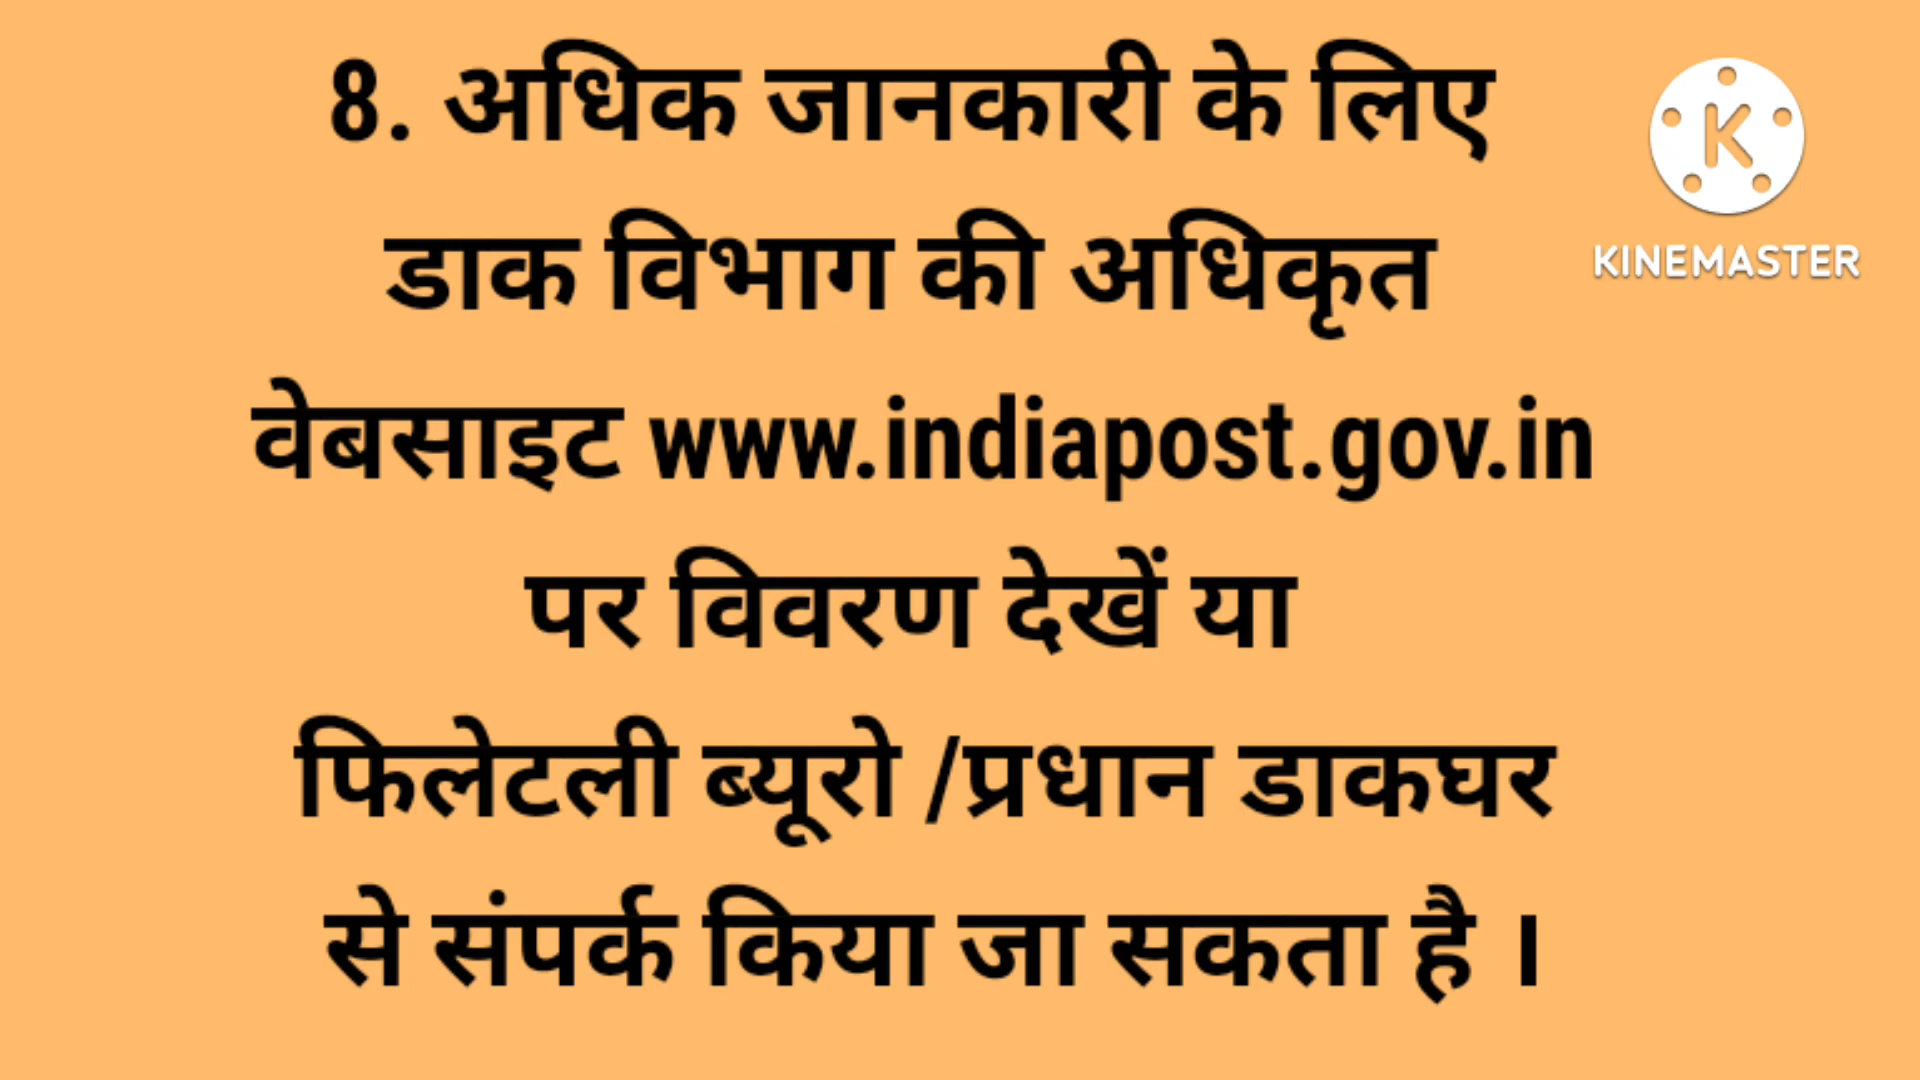 8. अधिक जानकारी के लिए
डाक विभाग की अधिकृत
वेबसाइट www.indiapost.gov.in
पर विवरण देखें या
फिलेटली ब्यूरो /प्रधान डाकघर
से संपर्क किया जा सकता है ।
K
KINEMASTER